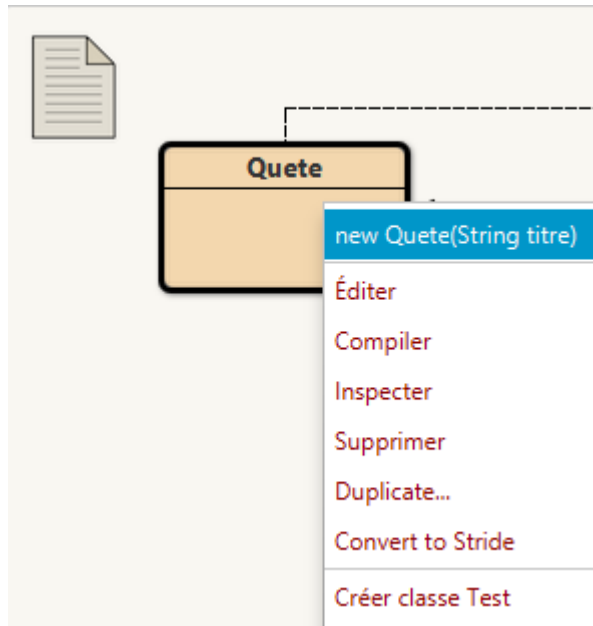 Quete
new Quete(String titre)
Éditer
Compiler
Inspecter
Supprimer
Duplicate...
Convert to Stride
Créer classe Test